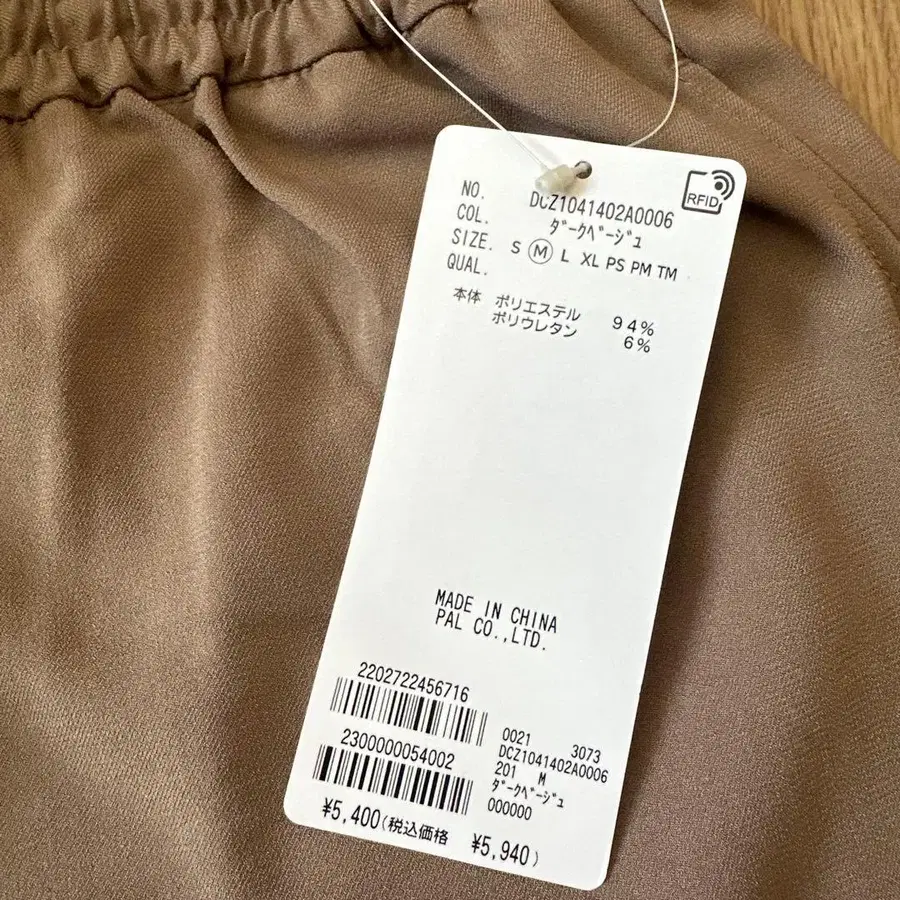 RFID
NO. DCZ1041402A0006
COL. ﾀﾞｰｸﾍﾞｰｼﾞｭ
SIZE. S M L XL PS PM TM
QUAL.
本体 ポリエステル 94%
ポリウレタン 6%
MADE IN CHINA
PAL CO.,LTD.
2202722456716
2300000054002
0021 3073
DCZ1041402A0006
201 M
ﾀﾞｰｸﾍﾞｰｼﾞｭ
000000
¥5,400(税込価格 ¥5,940)